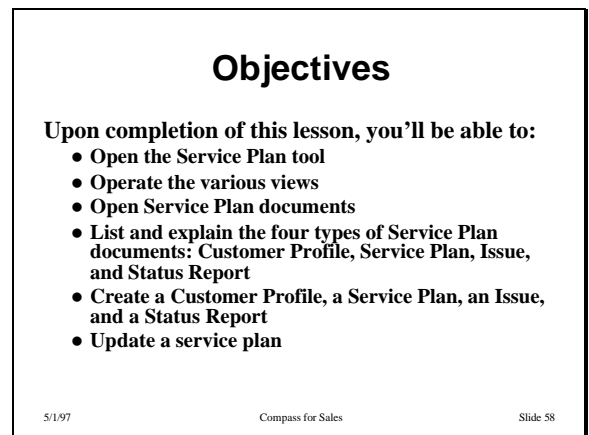 Objectives
Upon completion of this lesson, you'll be able to:
● Open the Service Plan tool
● Operate the various views
● Open Service Plan documents
● List and explain the four types of Service Plan
documents: Customer Profile, Service Plan, Issue,
and Status Report
● Create a Customer Profile, a Service Plan, an Issue,
and a Status Report
● Update a service plan
5/1/97 Compass for Sales Slide 58